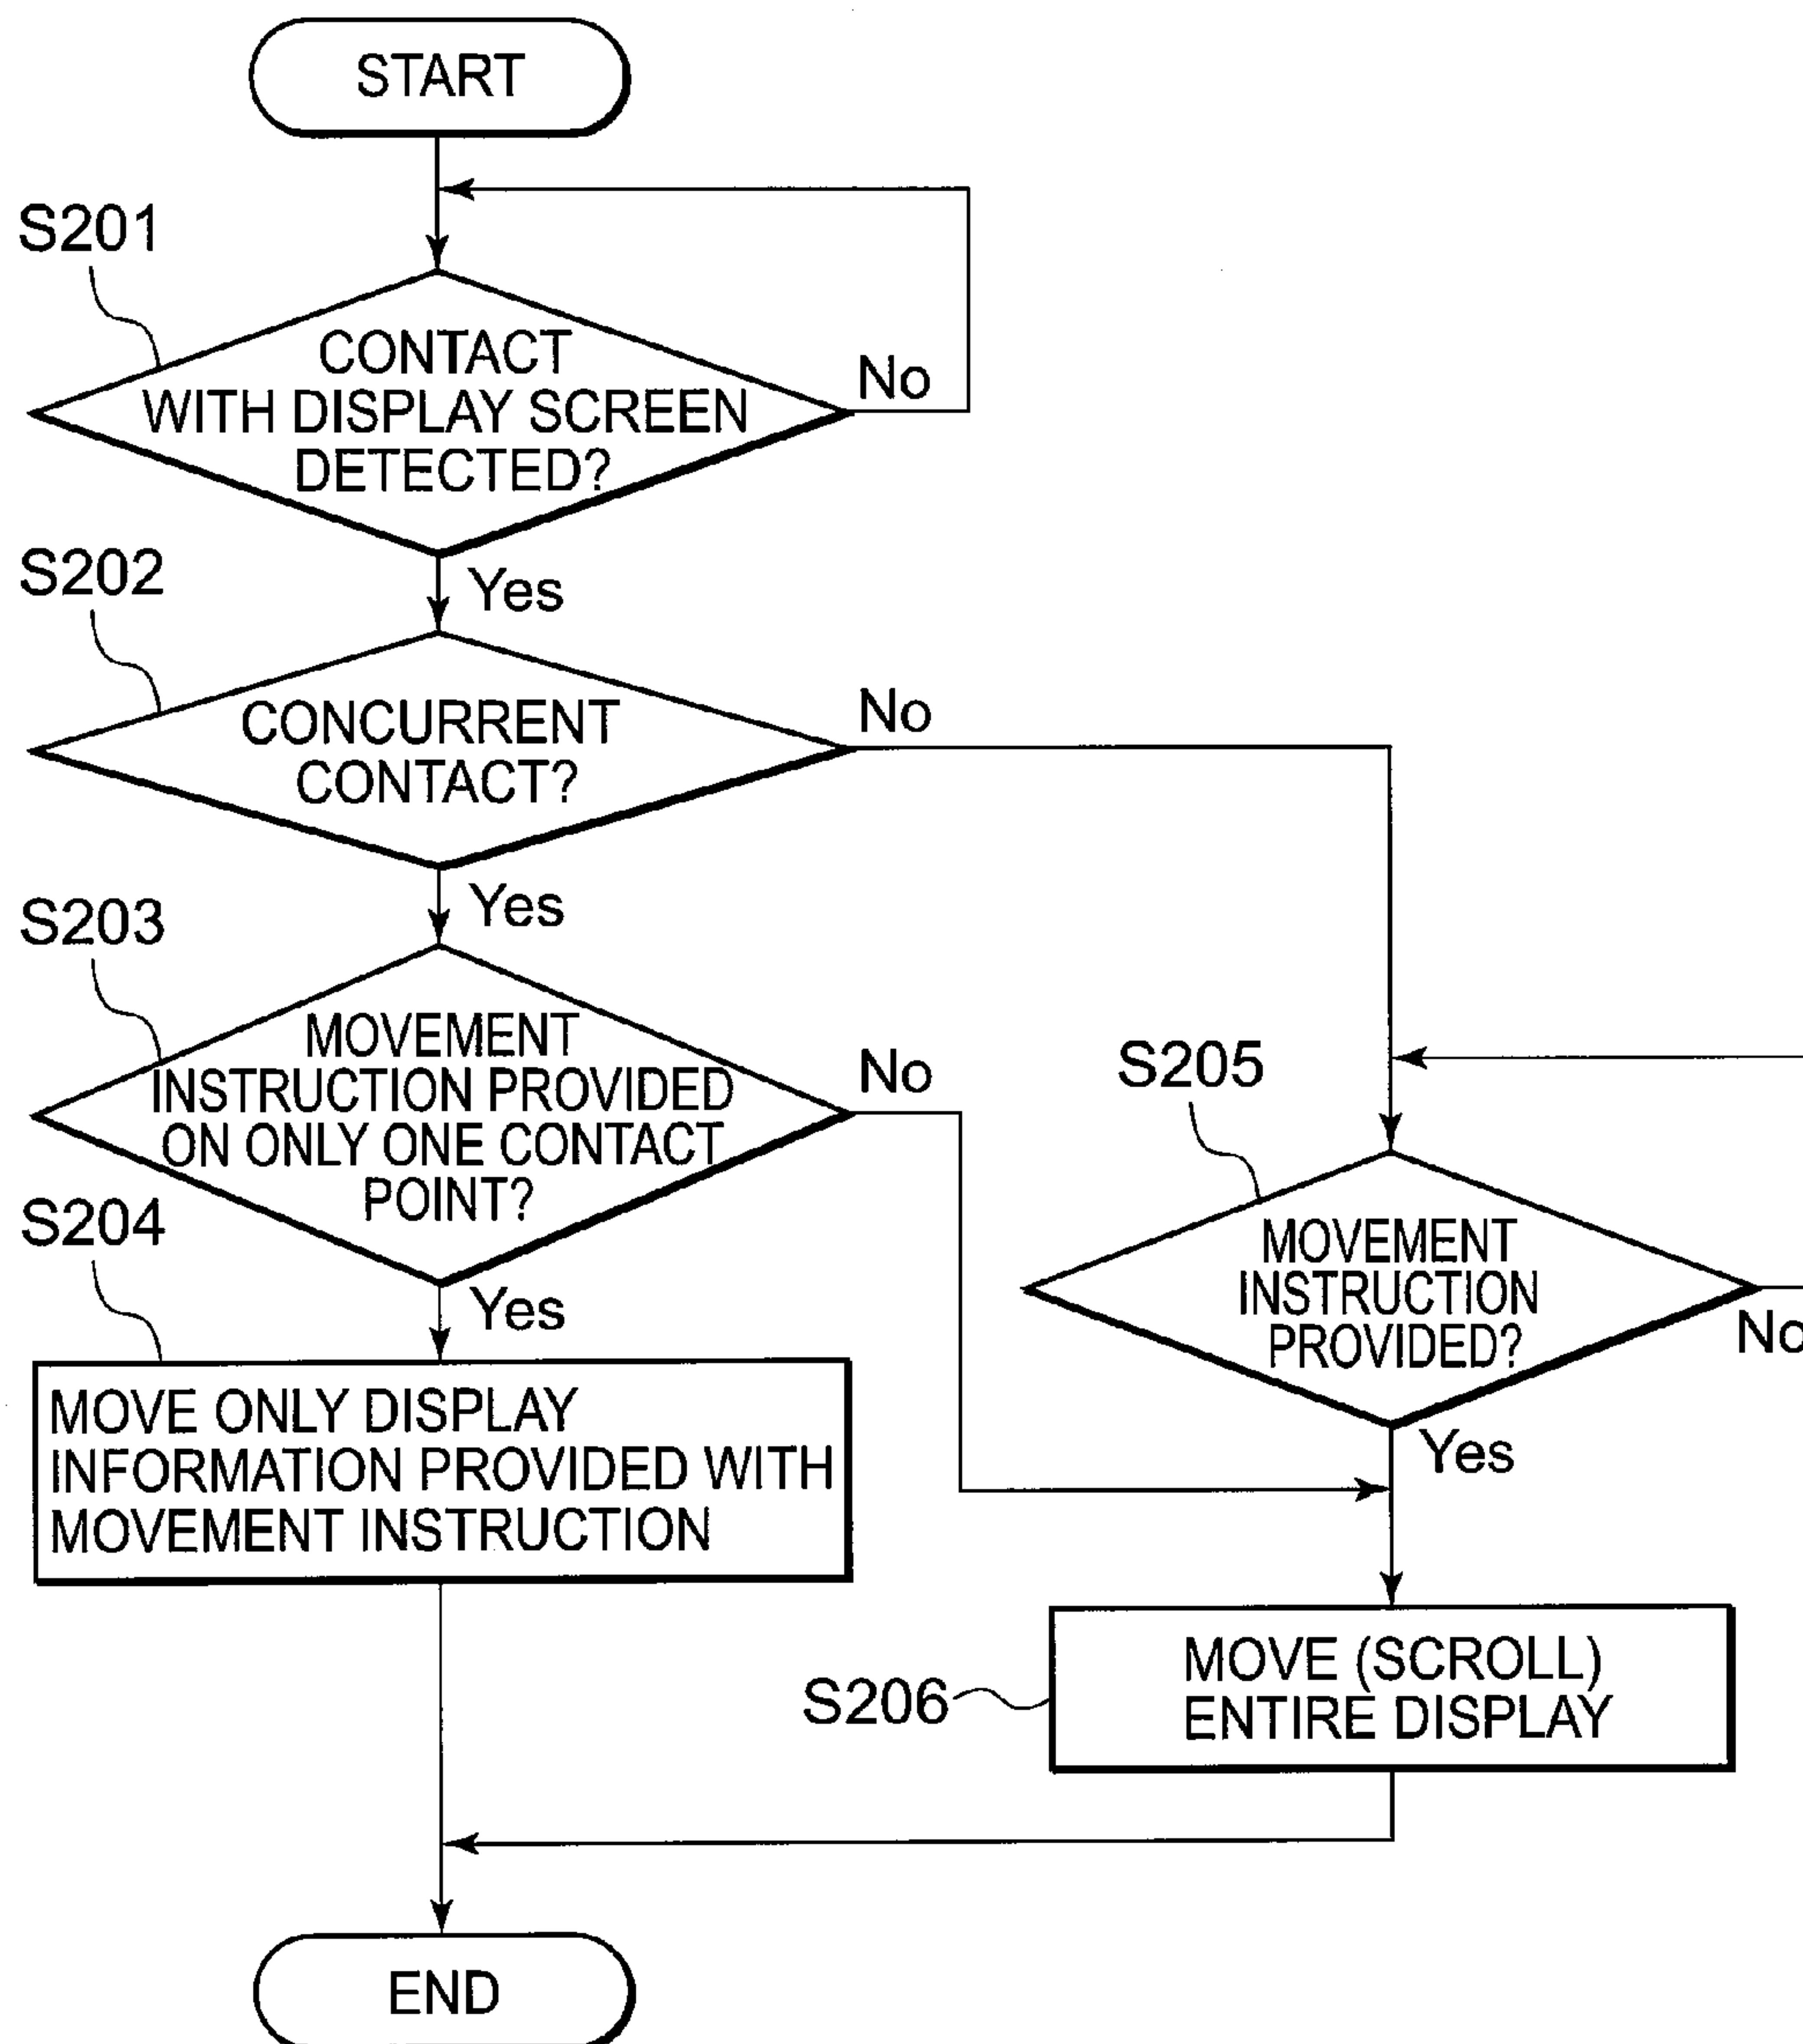 START
S201
CONTACT
WITH DISPLAY SCREEN
DETECTED?
No
Yes
S202
CONCURRENT
CONTACT?
No
Yes
S203
MOVEMENT
INSTRUCTION PROVIDED
ON ONLY ONE CONTACT
POINT?
No
Yes
S204
MOVE ONLY DISPLAY
INFORMATION PROVIDED WITH
MOVEMENT INSTRUCTION
S205
MOVEMENT
INSTRUCTION
PROVIDED?
No
Yes
S206
MOVE (SCROLL)
ENTIRE DISPLAY
END